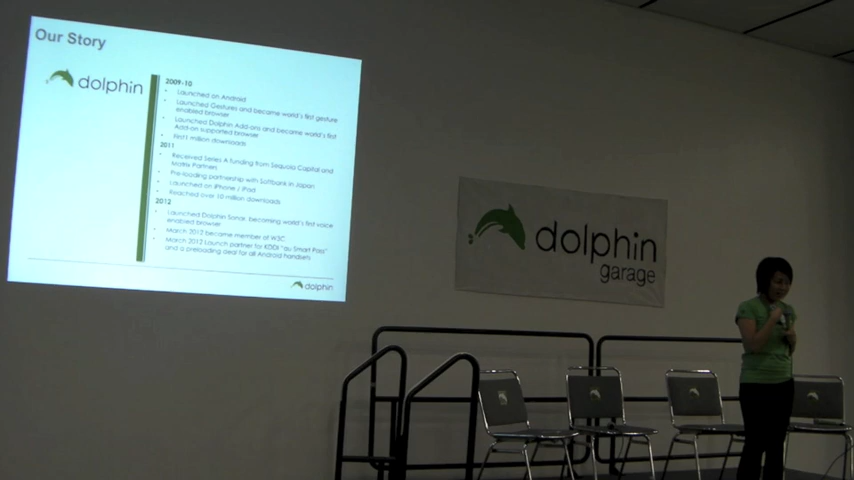 Our Story
dolphin
2009-10
Launched on Android
Launched Gestures and became world's first gesture
enabled browser
Launched Dolphin Add-ons and became world's first
Add-on supported browser
First 1 million downloads
2011
Received Series A funding from Sequoia Capital and
Matrix Partners
Pre-loading partnership with Softbank in Japan
Launched on iPhone / iPad
Reached over 10 million downloads
2012
Launched Dolphin Sonar, becoming world's first voice
enabled browser
March 2012 became member of W3C
March 2012 Launch partner for KDDI "au Smart Pass"
and a preloading deal for all Android handsets
dolphin
dolphin
garage